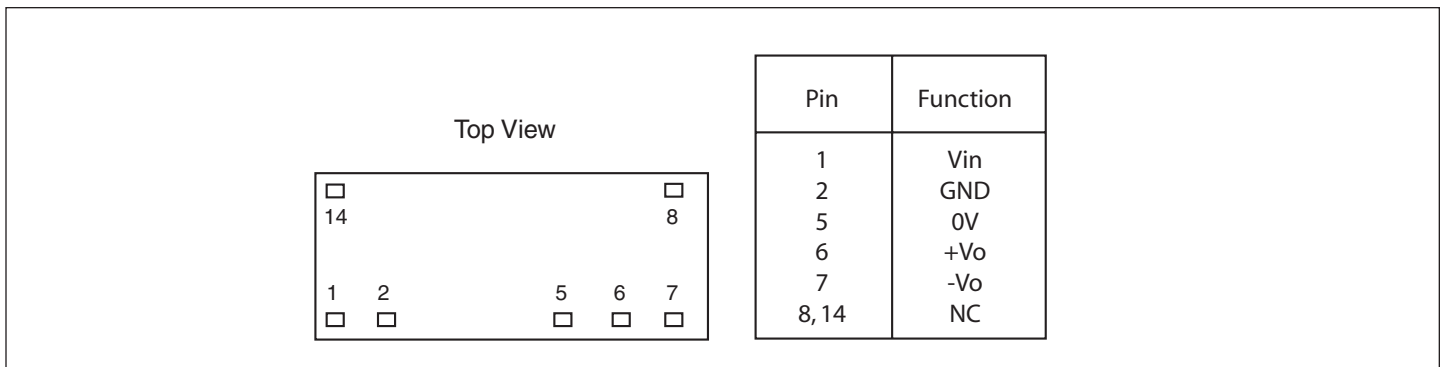 Top View
14 8
1 2 5 6 7
Pin Function
1 Vin
2 GND
5 0V
6 +Vo
7 -Vo
8, 14 NC